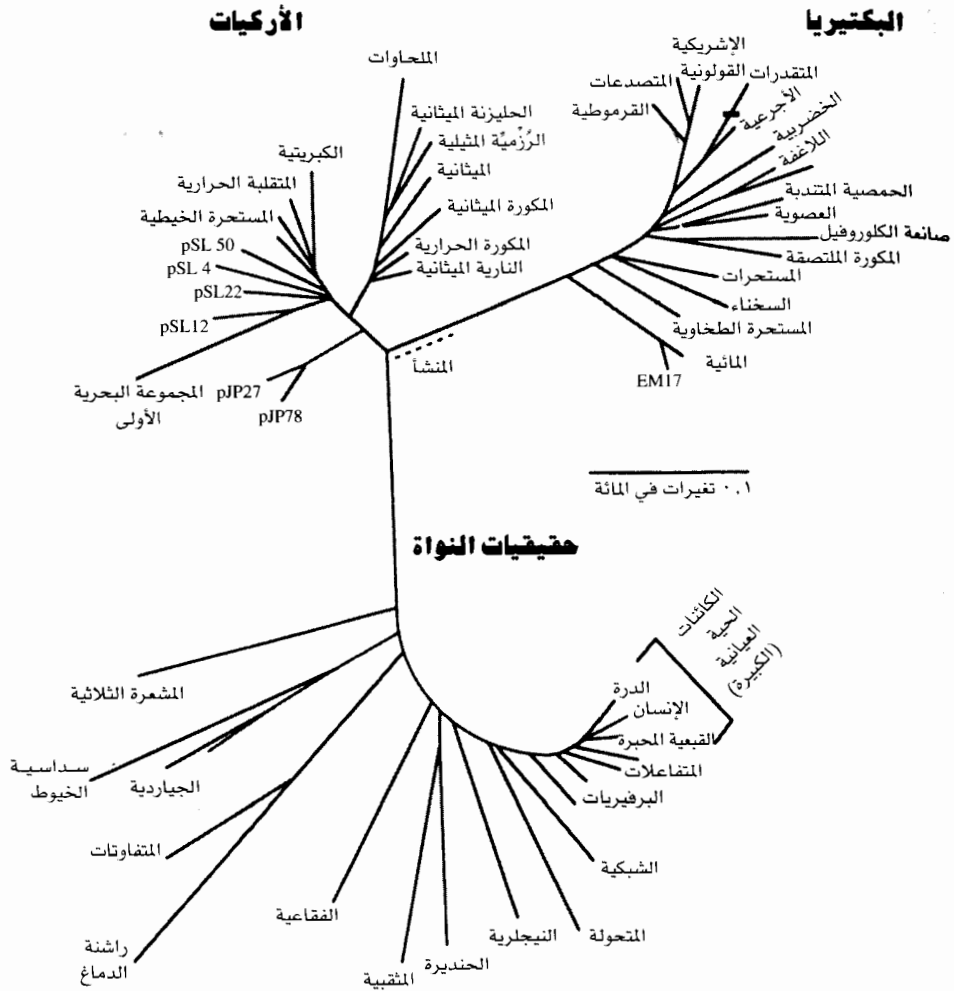 البكتيريا
الأركيات
الإشريكية
القولونية
المتقدرات
المتصدعات
القرموطية
الأجرعية
الخضربية
اللاغفة
الحمصية المتندبة
العصوية
صانعة الكلوروفيل
المكورة الملتصقة
المستحرات
السخناء
المستحرة الطخاوية
المائية
EM17
الملحاوات
الحليزنة الميثانية
الرُزْميَّة المثيلية
الميثانية
المكورة الميثانية
المكورة الحرارية
النارية الميثانية
الكبريتية
المتقلبة الحرارية
المستحرة الخيطية
pSL 50
pSL 4
pSL22
pSL12
المجموعة البحرية
الأولى
pJP27
pJP78
المنشأ
٠,١ تغيرات في المائة
حقيقيات النواة
الكائنات
الحية
العيانية
(الكبيرة)
الدرة
الإنسان
القبعية المحبرة
المتفاعلات
البرفيريات
الشبكية
المتحولة
النيجلرية
الحنديرة
المثقبية
الفقاعية
راشنة
الدماغ
المتفاوتات
الجياردية
سداسية
الخيوط
المشعرة الثلاثية